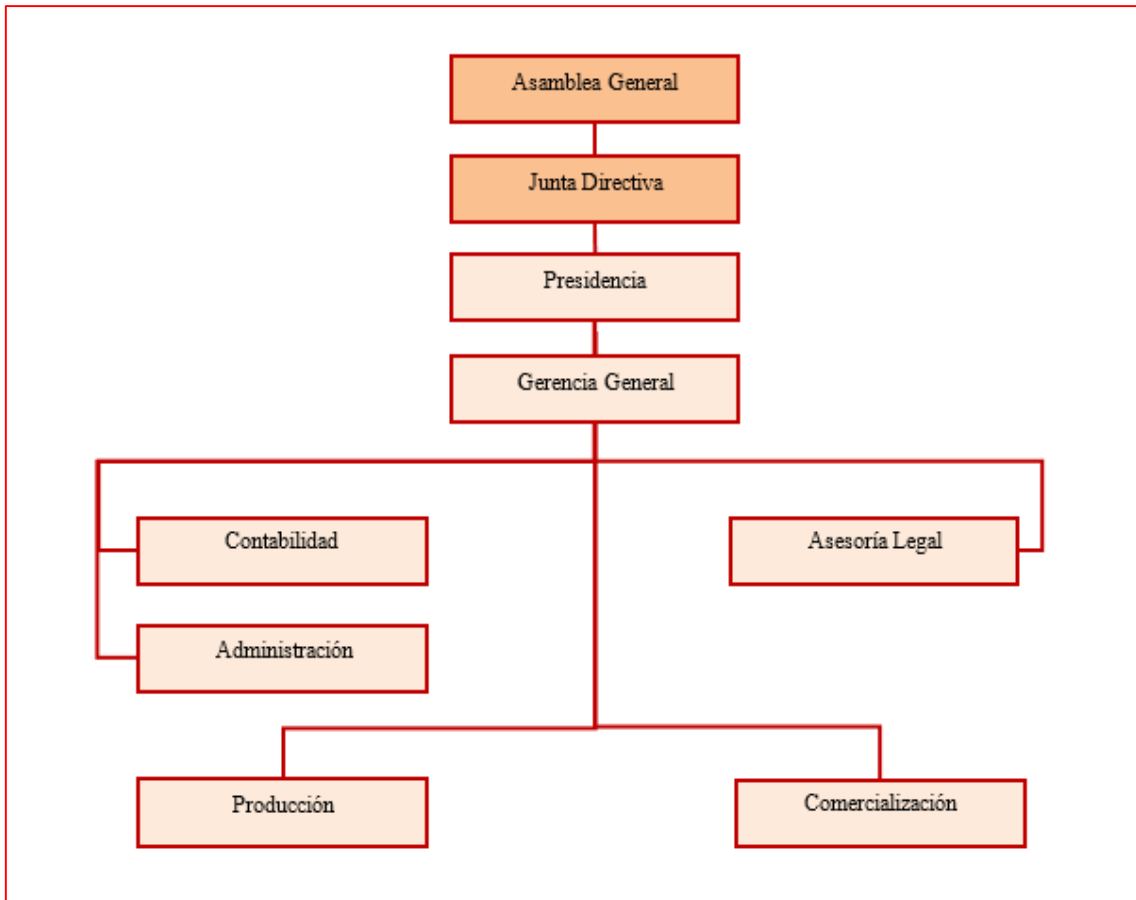 Asamblea General
Junta Directiva
Presidencia
Gerencia General
Contabilidad
Asesoría Legal
Administración
Producción
Comercialización